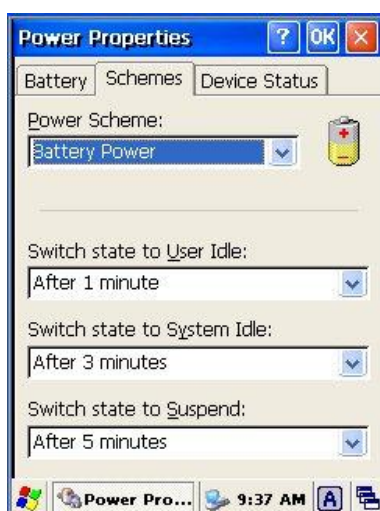 Power Properties ? OK ×
Battery Schemes Device Status
Power Scheme:
Battery Power
Switch state to User Idle:
After 1 minute
Switch state to System Idle:
After 3 minutes
Switch state to Suspend:
After 5 minutes
Power Pro... 9:37 AM A